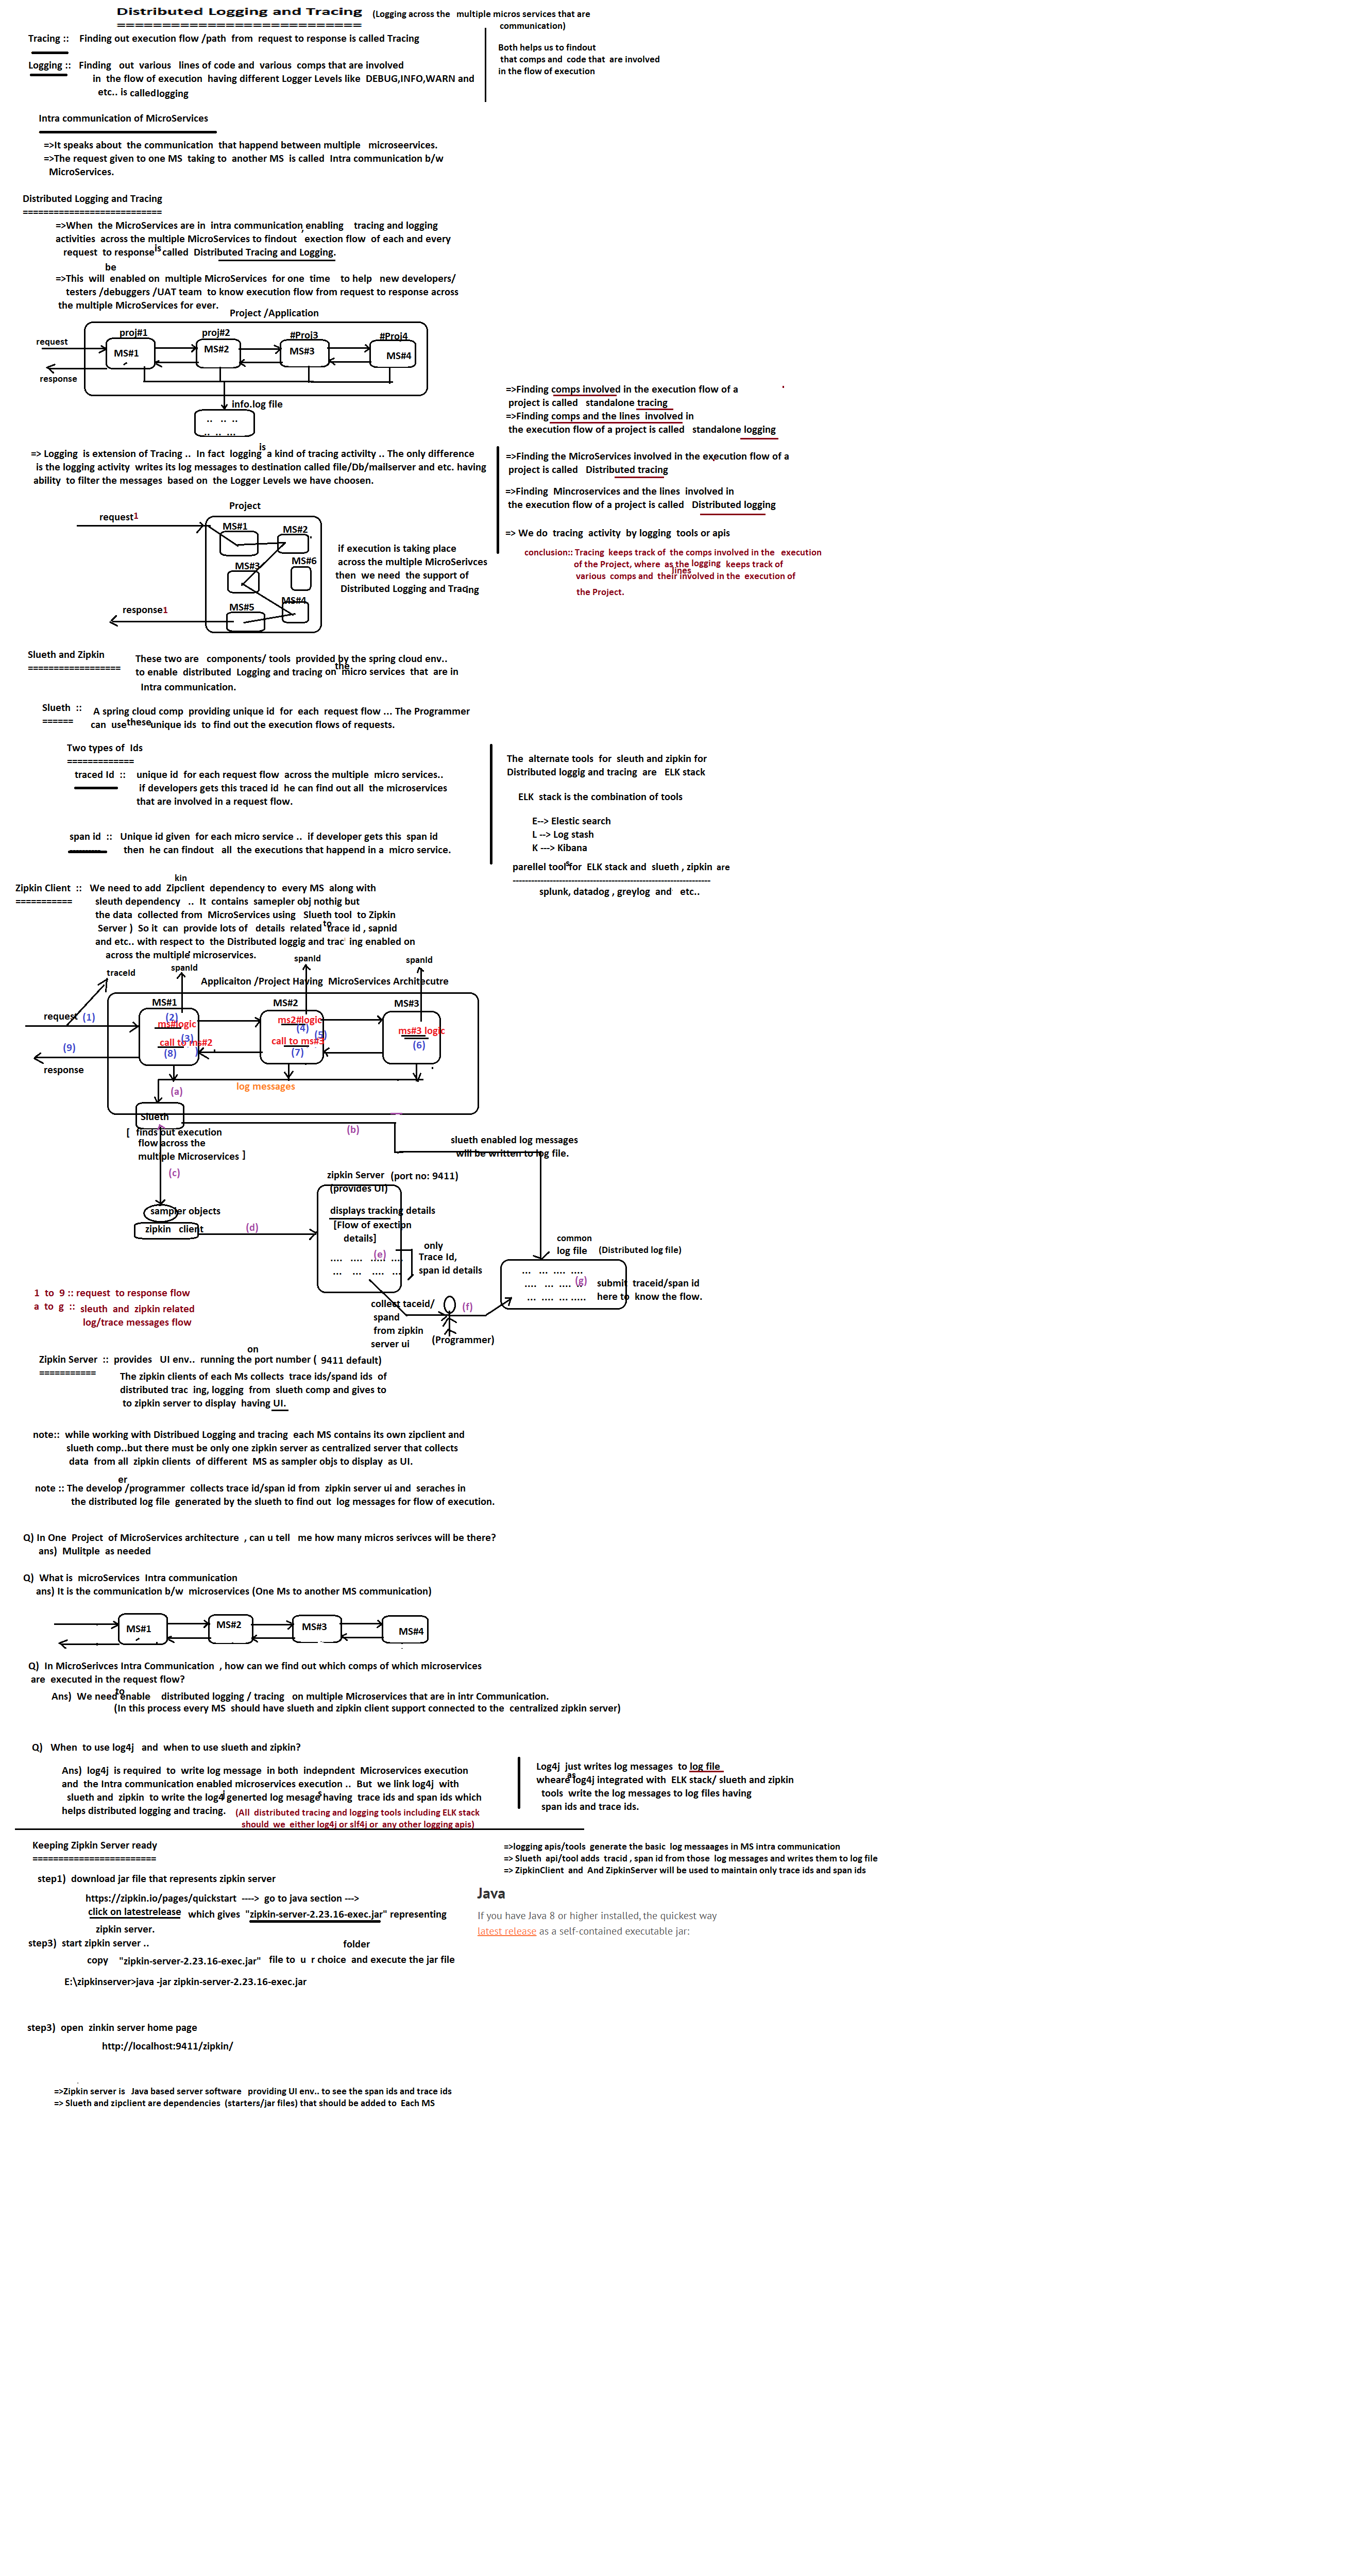 Distributed Logging and Tracing (Logging across the multiple micros services that are
communication)
==========================
Tracing :: Finding out execution flow /path from request to response is called Tracing
Logging :: Finding out various lines of code and various comps that are involved
in the flow of execution having different Logger Levels like DEBUG,INFO,WARN and
etc.. is called logging
Both helps us to findout
that comps and code that are involved
in the flow of execution
Intra communication of MicroServices
=>It speaks about the communication that happend between multiple microseervices.
=>The request given to one MS taking to another MS is called Intra communication b/w
MicroServices.
Distributed Logging and Tracing
===========================
=>When the MicroServices are in intra communication, enabling tracing and logging
activities across the multiple MicroServices to findout exection flow of each and every
request to response is called Distributed Tracing and Logging.
be
=>This will enabled on multiple MicroServices for one time to help new developers/
testers /debuggers /UAT team to know execution flow from request to response across
the multiple MicroServices for ever.
Project /Application
proj#1 proj#2 #Proj3 #Proj4
request
MS#1 MS#2 MS#3 MS#4
response
info.log file
.. .. ..
.. .. ...
=>Finding comps involved in the execution flow of a
project is called standalone tracing
=>Finding comps and the lines involved in
the execution flow of a project is called standalone logging
is
=> Logging is extension of Tracing .. In fact logging a kind of tracing activilty .. The only difference
is the logging activity writes its log messages to destination called file/Db/mailserver and etc. having
ability to filter the messages based on the Logger Levels we have choosen.
=>Finding the MicroServices involved in the execution flow of a
project is called Distributed tracing
=>Finding Mincroservices and the lines involved in
the execution flow of a project is called Distributed logging
=> We do tracing activity by logging tools or apis
conclusion:: Tracing keeps track of the comps involved in the execution
of the Project, where as the logging keeps track of
lines
various comps and their involved in the execution of
the Project.
Project
request1
MS#1
MS#2
MS#3
MS#6
MS#4
MS#5
response1
if execution is taking place
across the multiple MicroSerivces
then we need the support of
Distributed Logging and Tracing
Slueth and Zipkin
==================
These two are components/ tools provided by the spring cloud env..
the
to enable distributed Logging and tracing on micro services that are in
Intra communication.
Slueth ::
======
A spring cloud comp providing unique id for each request flow ... The Programmer
can use these unique ids to find out the execution flows of requests.
Two types of Ids
=============
traced Id :: unique id for each request flow across the multiple micro services..
if developers gets this traced id he can find out all the microservices
that are involved in a request flow.
span id :: Unique id given for each micro service .. if developer gets this span id
then he can findout all the executions that happend in a micro service.
The alternate tools for sleuth and zipkin for
Distributed loggig and tracing are ELK stack
ELK stack is the combination of tools
E--> Elestic search
L --> Log stash
K ---> Kibana
s
parellel tool for ELK stack and slueth , zipkin are
----------------------------------------------------------------
splunk, datadog , greylog and etc..
kin
Zipkin Client :: We need to add Zipclient dependency to every MS along with
===========
sleuth dependency .. It contains samepler obj nothig but
the data collected from MicroServices using Slueth tool to Zipkin
to
Server ) So it can provide lots of details related trace id , sapnid
and etc.. with respect to the Distributed loggig and trac ing enabled on
across the multiple microservices.
traceId
spanId
spanId
spanId
Applicaiton /Project Having MicroServices Architecutre
MS#1 MS#2 MS#3
request (1)
(2)
ms#logic
(3)
call to ms#2
(8)
ms2#logic
(4)
(5)
call to ms#3
(7)
ms#3 logic
(6)
(9)
response
log messages
(a)
Slueth
[ finds out execution
flow across the
multiple Microservices ]
(b)
slueth enabled log messages
will be written to log file.
(c)
sampler objects
zipkin client
(d)
zipkin Server (port no: 9411)
(provides UI)
displays tracking details
[Flow of exection
details]
(e)
.... .... ..... ....
... ... .... ...
only
Trace Id,
span id details
common
log file (Distributed log file)
... ... .... ....
.... ... .... ..
... .... ... .....
(g)
submit traceid/span id
here to know the flow.
1 to 9 :: request to response flow
a to g :: sleuth and zipkin related
log/trace messages flow
collect taceid/
spand
from zipkin
server ui
(f)
(Programmer)
on
Zipkin Server :: provides UI env.. running the port number ( 9411 default)
===========
The zipkin clients of each Ms collects trace ids/spand ids of
distributed trac ing, logging from slueth comp and gives to
to zipkin server to display having UI.
note:: while working with Distribued Logging and tracing each MS contains its own zipclient and
slueth comp..but there must be only one zipkin server as centralized server that collects
data from all zipkin clients of different MS as sampler objs to display as UI.
er
note :: The develop /programmer collects trace id/span id from zipkin server ui and seraches in
the distributed log file generated by the slueth to find out log messages for flow of execution.
Q) In One Project of MicroServices architecture , can u tell me how many micros serivces will be there?
ans) Mulitple as needed
Q) What is microServices Intra communication
ans) It is the communication b/w microservices (One Ms to another MS communication)
MS#1 MS#2 MS#3 MS#4
Q) In MicroSerivces Intra Communication , how can we find out which comps of which microservices
are executed in the request flow?
to
Ans) We need enable distributed logging / tracing on multiple Microservices that are in intr Communication.
(In this process every MS should have slueth and zipkin client support connected to the centralized zipkin server)
Q) When to use log4j and when to use slueth and zipkin?
Ans) log4j is required to write log message in both indepndent Microservices execution
and the Intra communication enabled microservices execution .. But we link log4j with
slueth and zipkin to write the log4j generted log mesages having trace ids and span ids which
helps distributed logging and tracing. (All distributed tracing and logging tools including ELK stack
should we either log4j or slf4j or any other logging apis)
Log4j just writes log messages to log file
as
wheare log4j integrated with ELK stack/ slueth and zipkin
tools write the log messages to log files having
span ids and trace ids.
Keeping Zipkin Server ready
========================
=>logging apis/tools generate the basic log messaages in MS intra communication
=> Slueth api/tool adds tracid , span id from those log messages and writes them to log file
=> ZipkinClient and And ZipkinServer will be used to maintain only trace ids and span ids
step1) download jar file that represents zipkin server
https://zipkin.io/pages/quickstart ----> go to java section --->
click on latestrelease which gives "zipkin-server-2.23.16-exec.jar" representing
zipkin server.
Java
If you have Java 8 or higher installed, the quickest way
latest release as a self-contained executable jar:
step3) start zipkin server ..
folder
copy "zipkin-server-2.23.16-exec.jar" file to u r choice and execute the jar file
E:\zipkinserver>java -jar zipkin-server-2.23.16-exec.jar
step3) open zinkin server home page
http://localhost:9411/zipkin/
=>Zipkin server is Java based server software providing UI env.. to see the span ids and trace ids
=> Slueth and zipclient are dependencies (starters/jar files) that should be added to Each MS